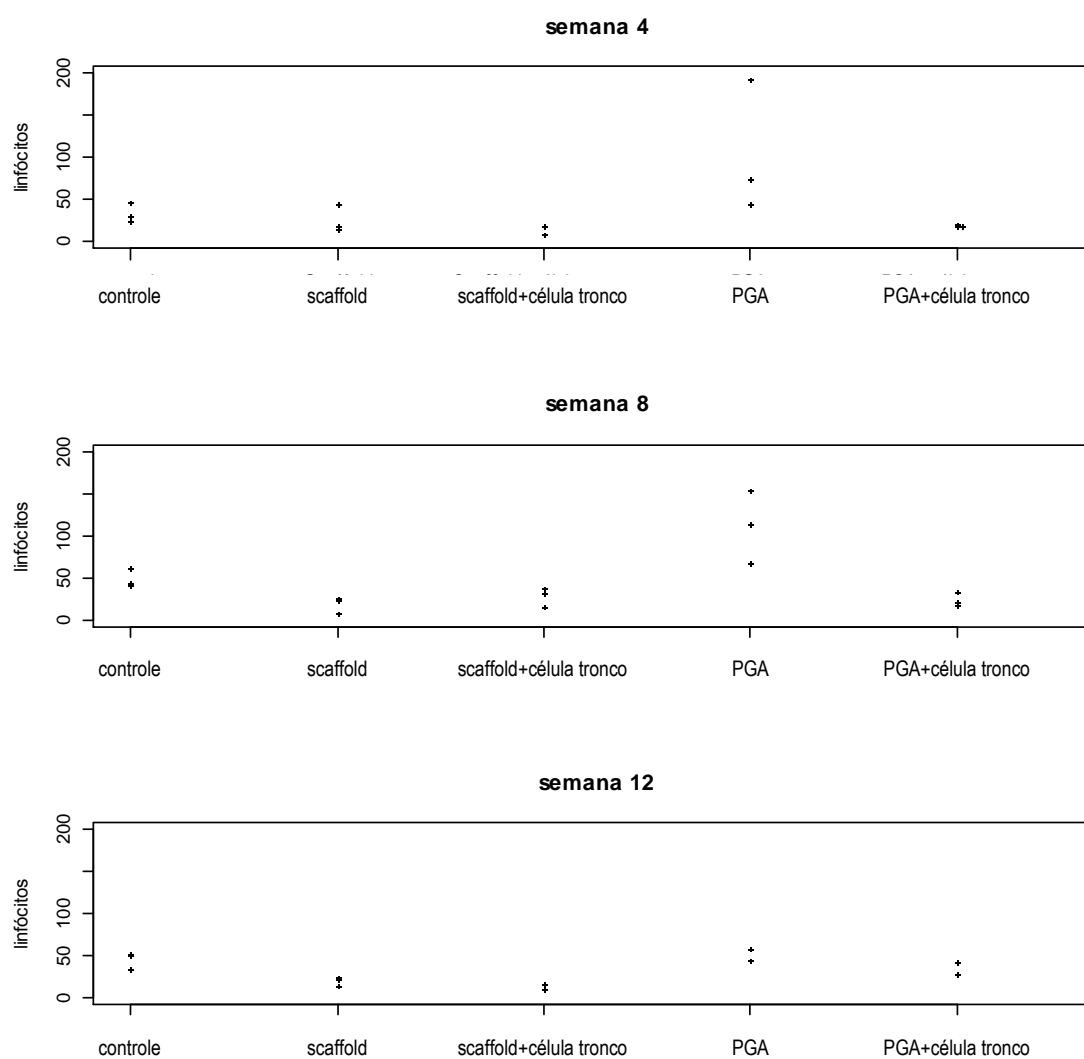 semana 4
200
100
50
0
linfócitos
controle scaffold scaffold+célula tronco PGA PGA+célula tronco
semana 8
200
100
50
0
linfócitos
controle scaffold scaffold+célula tronco PGA PGA+célula tronco
semana 12
200
100
50
0
linfócitos
controle scaffold scaffold+célula tronco PGA PGA+célula tronco